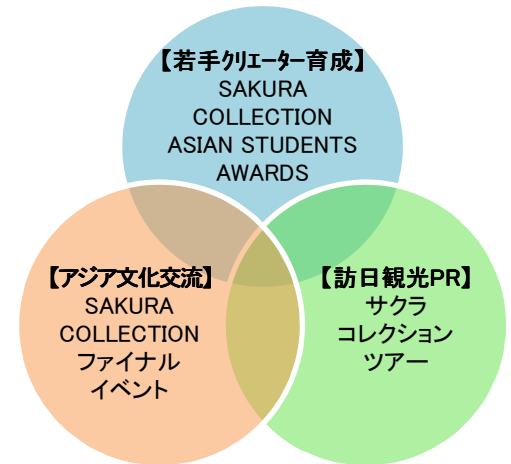 【若手クリエーター育成】
SAKURA
COLLECTION
ASIAN STUDENTS
AWARDS
【アジア文化交流】
SAKURA
COLLECTION
ファイナル
イベント
【訪日観光PR】
サクラ
コレクション
ツアー